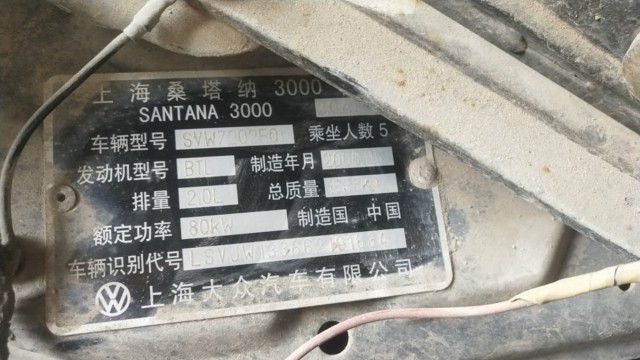 上海桑塔纳 3000
SANTANA 3000
车辆型号 乘坐人数 5
发动机型号 BTL 制造年月
排量 2.0L 总质量
额定功率 80kW 制造国 中国
车辆识别代号
上海大众汽车有限公司